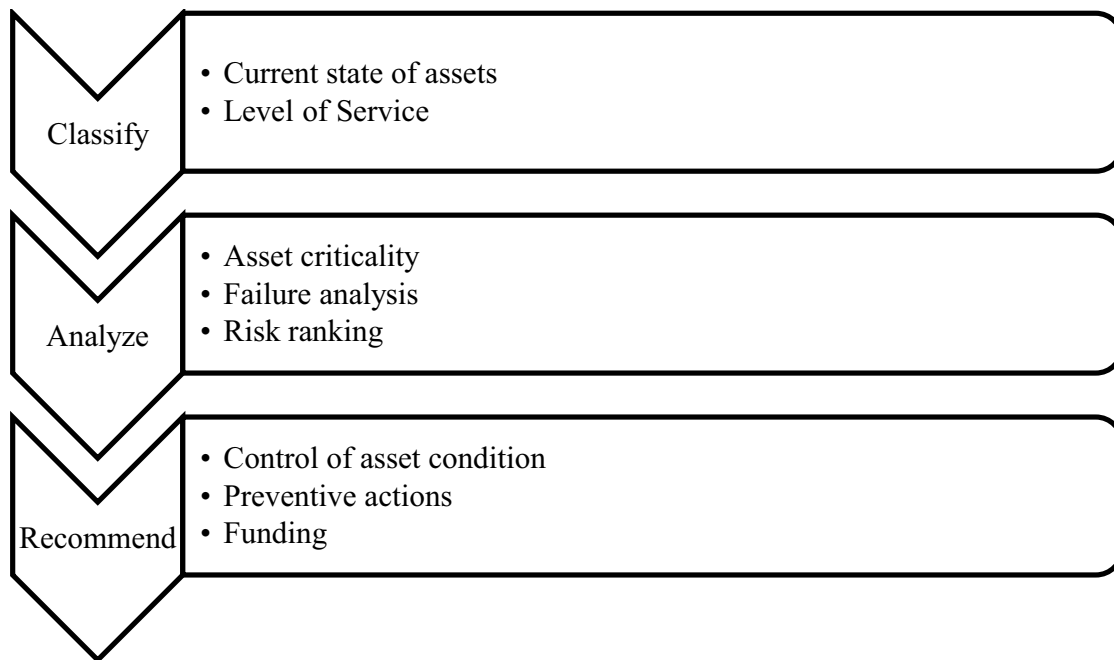 Classify
• Current state of assets
• Level of Service
Analyze
• Asset criticality
• Failure analysis
• Risk ranking
Recommend
• Control of asset condition
• Preventive actions
• Funding